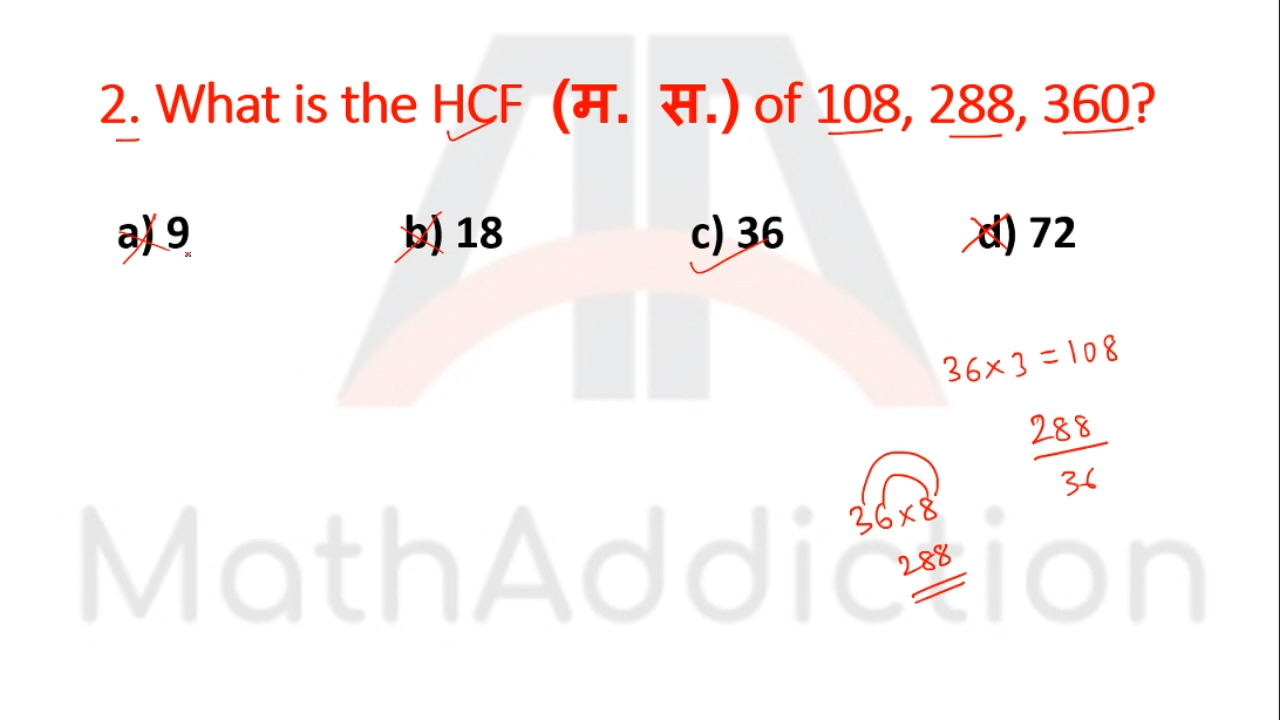 2. What is the HCF (म. स.) of 108, 288, 360?
a) 9 b) 18 c) 36 d) 72
36×3=108
288
36
36×8
288
MathAddiction